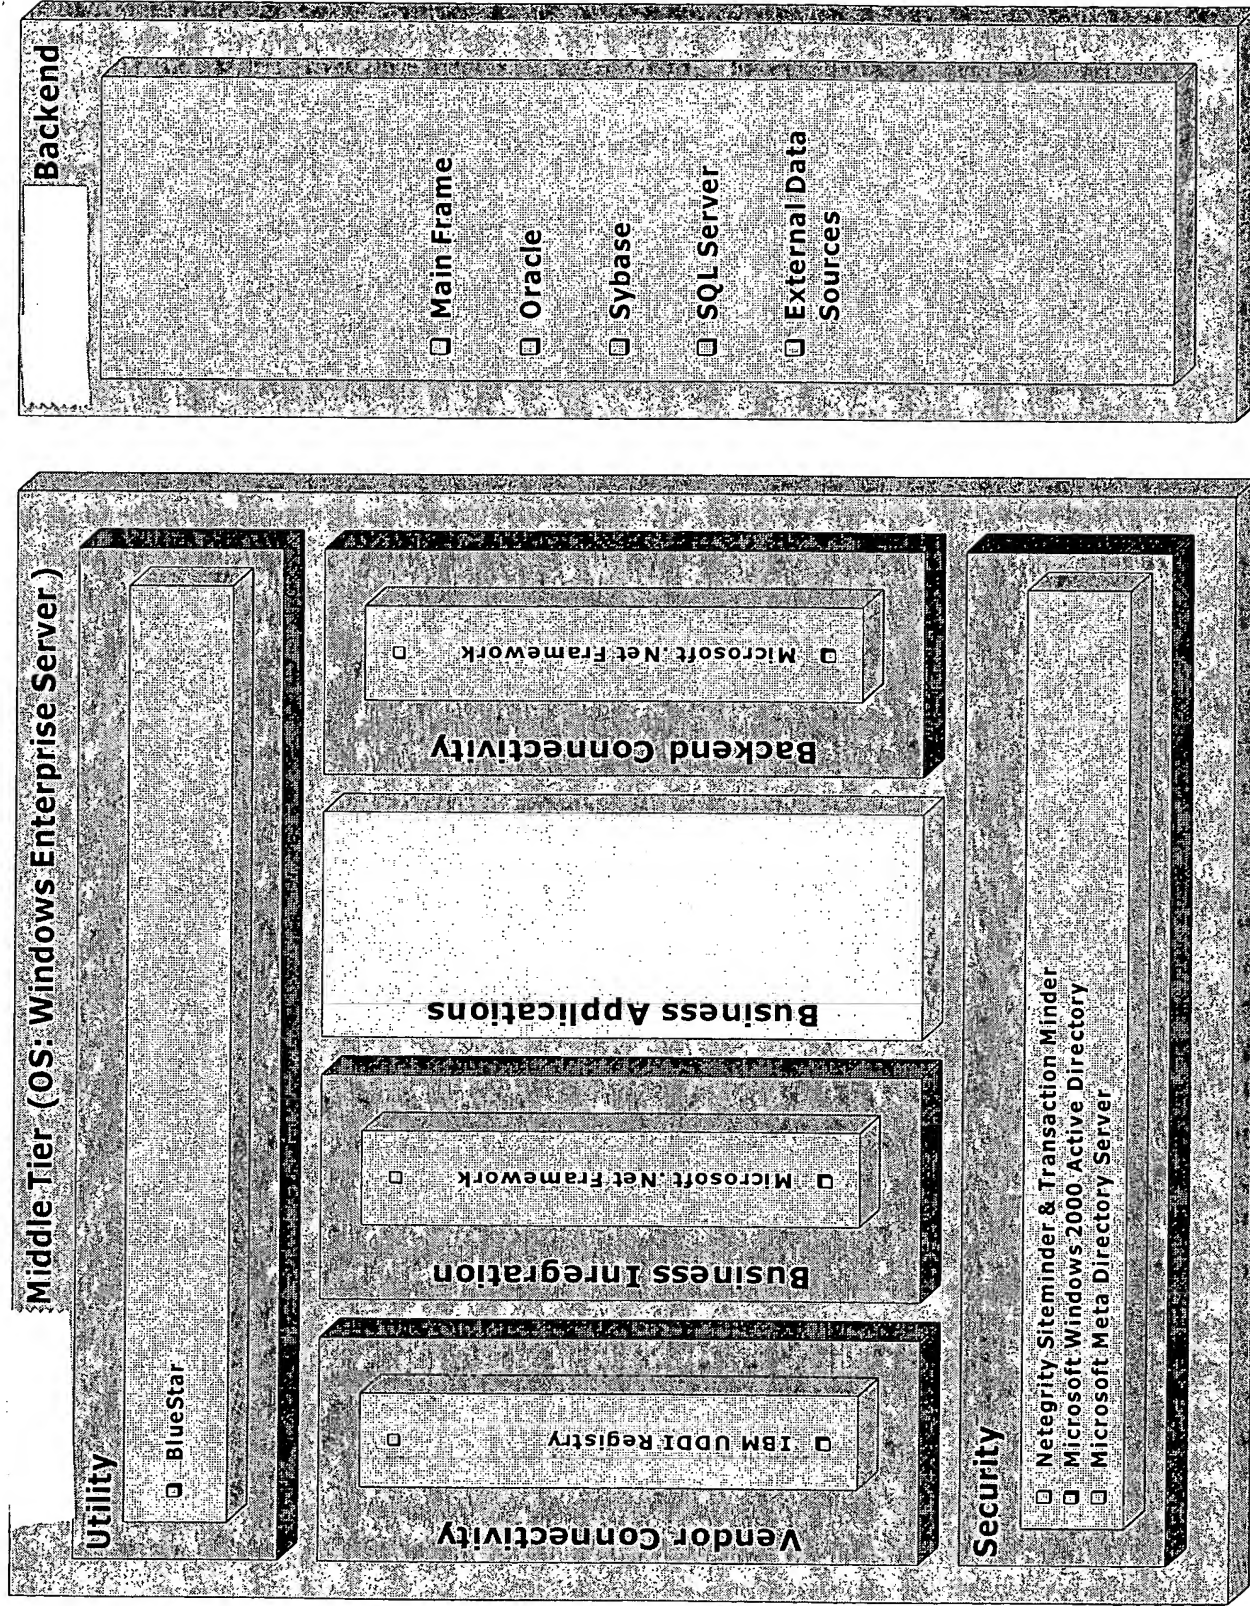 Middle Tier (OS: Windows Enterprise Server)
Utility
BlueStar
Vendor Connectivity
IBM UDDI Registry
Business Inregration
Microsoft .Net Framework
Business Applications
Backend Connectivity
Microsoft .Net Framework
Security
Netegrity Siteminder & Transaction Minder
Microsoft Windows 2000 Active Directory
Microsoft Meta Directory Server
Backend
Main Frame
Oracle
Sybase
SQL Server
External Data
Sources